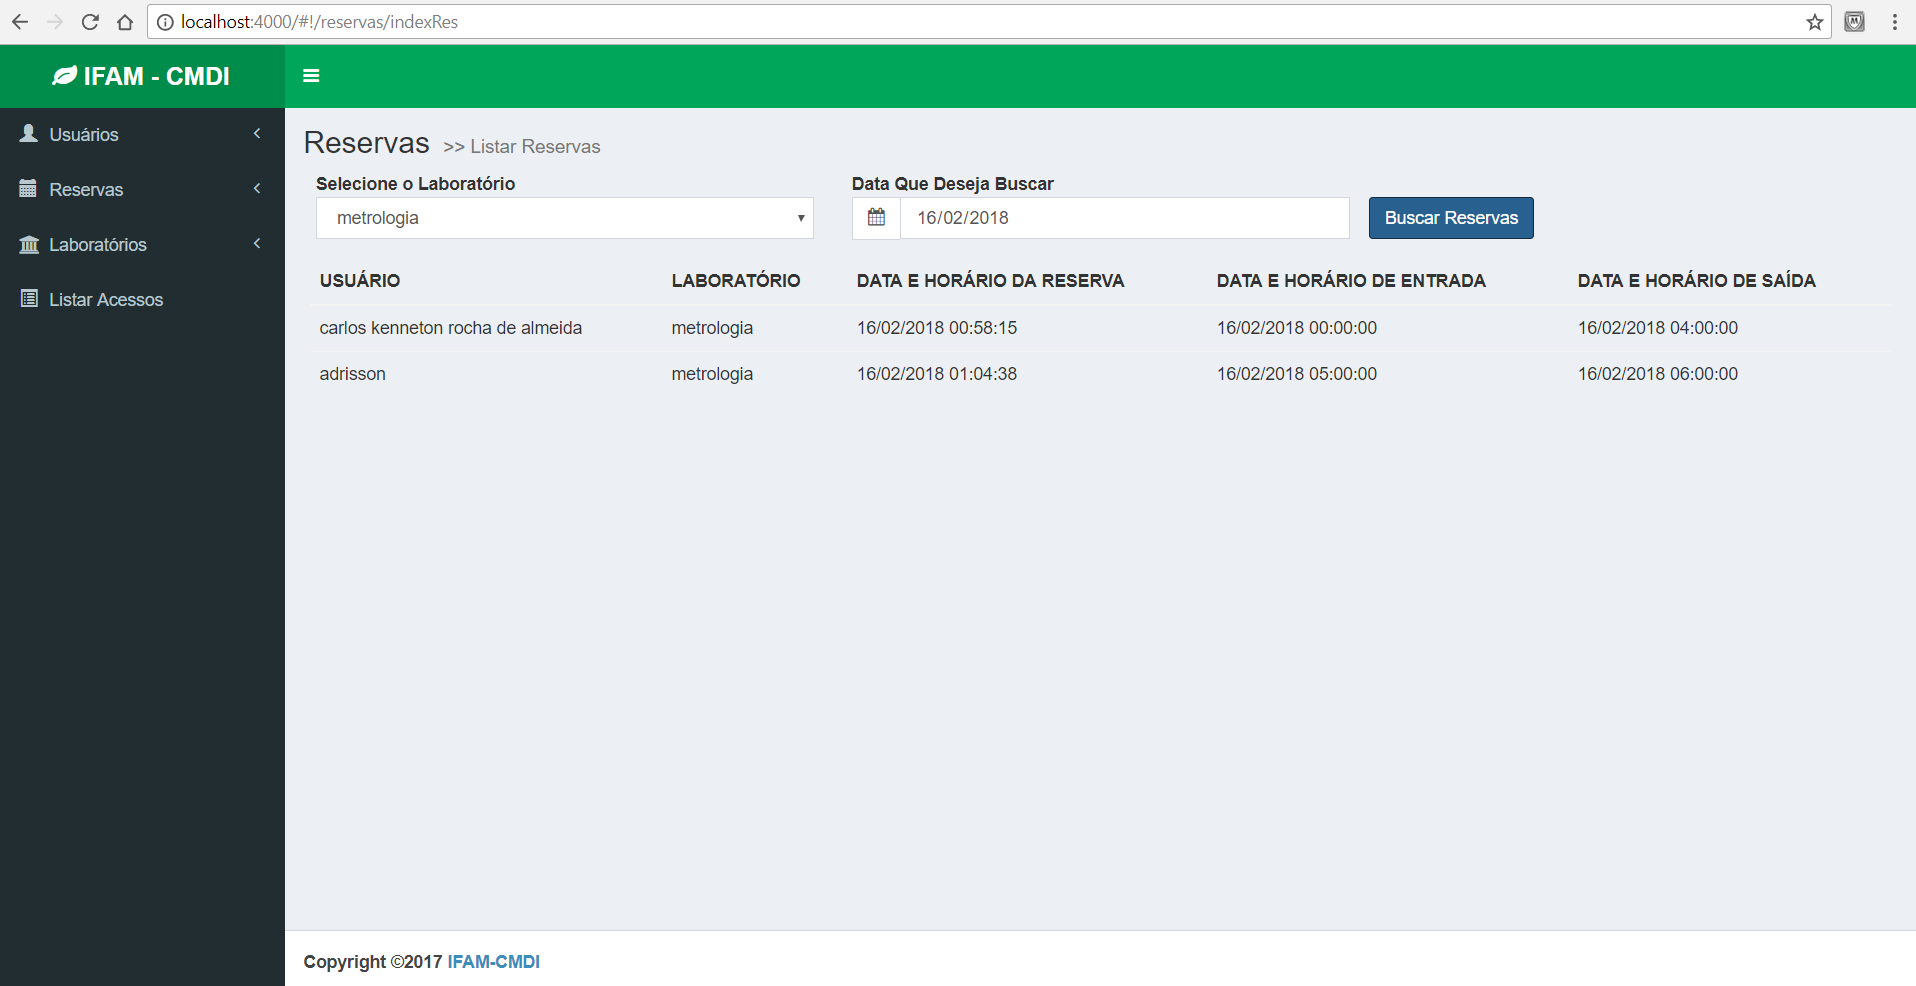 localhost:4000/#!/reservas/indexRes
IFAM - CMDI
Usuários
Reservas
Laboratórios
Listar Acessos
Reservas >> Listar Reservas
Selecione o Laboratório Data Que Deseja Buscar
metrologia 16/02/2018 Buscar Reservas
USUÁRIO LABORATÓRIO DATA E HORÁRIO DA RESERVA DATA E HORÁRIO DE ENTRADA DATA E HORÁRIO DE SAÍDA
carlos kenneton rocha de almeida metrologia 16/02/2018 00:58:15 16/02/2018 00:00:00 16/02/2018 04:00:00
adrisson metrologia 16/02/2018 01:04:38 16/02/2018 05:00:00 16/02/2018 06:00:00
Copyright ©2017 IFAM-CMDI